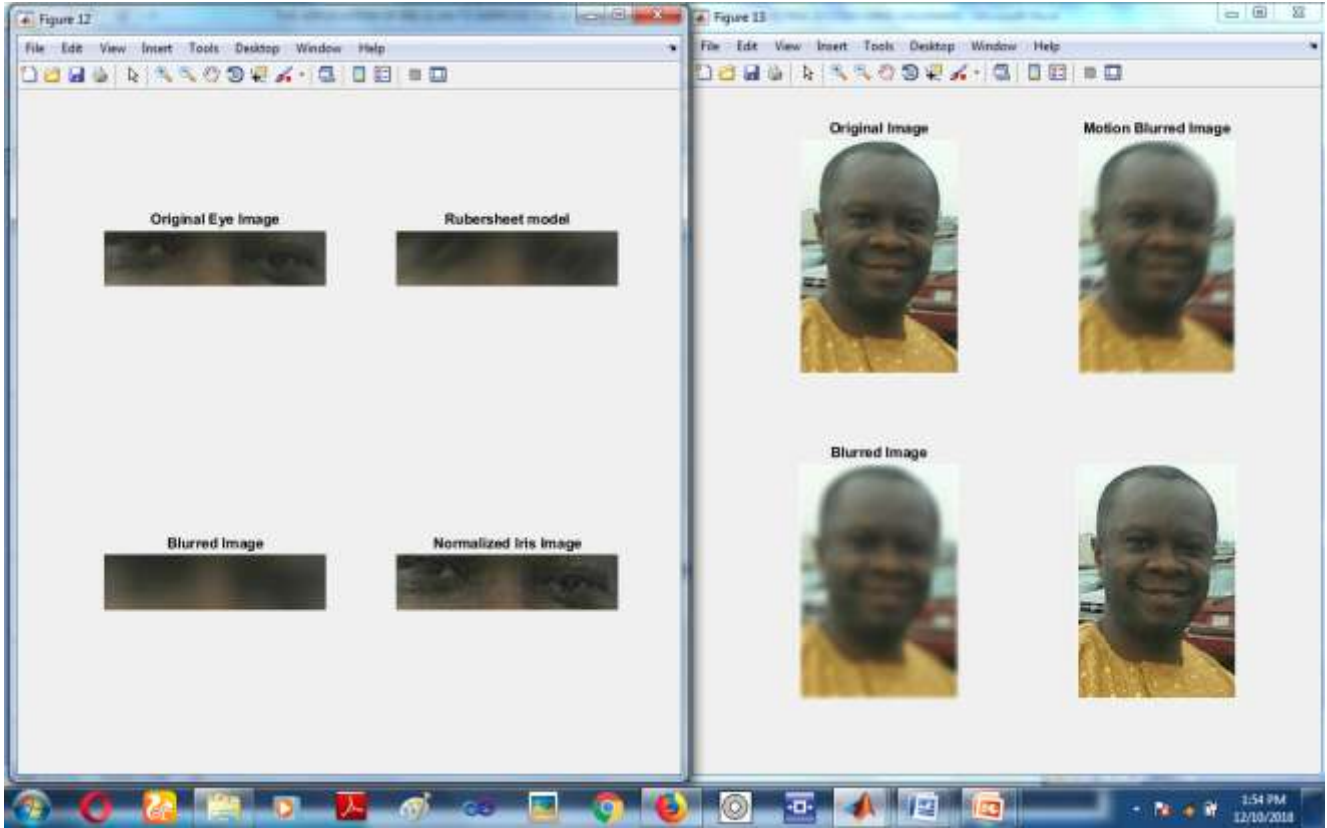 Figure 12
File Edit View Insert Tools Desktop Window Help
Original Eye Image
Rubersheet model
Blurred Image
Normalized Iris Image
Figure 13
File Edit View Insert Tools Desktop Window Help
Original Image
Motion Blurred Image
Blurred Image
1:54 PM
12/10/2018